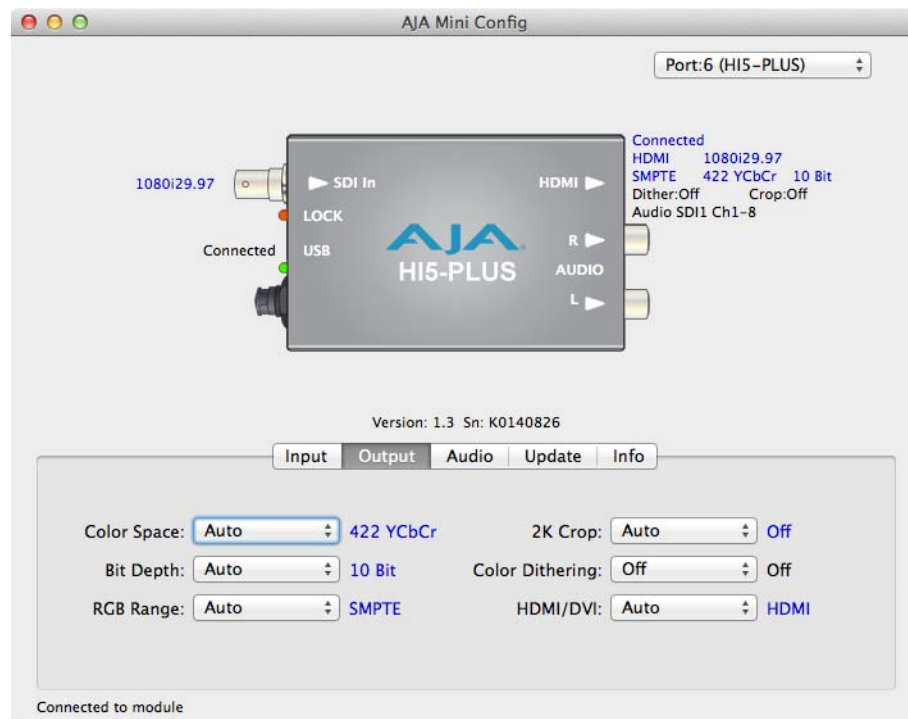 AJA Mini Config
Port:6 (HI5-PLUS)
Connected
HDMI 1080i29.97
SMPTE 422 YCbCr 10 Bit
Dither:Off Crop:Off
Audio SDI1 Ch1-8
1080i29.97
SDI In
HDMI
LOCK
Connected
USB
AJA
HI5-PLUS
R
AUDIO
L
Version: 1.3 Sn: K0140826
Input Output Audio Update Info
Color Space: Auto 422 YCbCr 2K Crop: Auto Off
Bit Depth: Auto 10 Bit Color Dithering: Off Off
RGB Range: Auto SMPTE HDMI/DVI: Auto HDMI
Connected to module